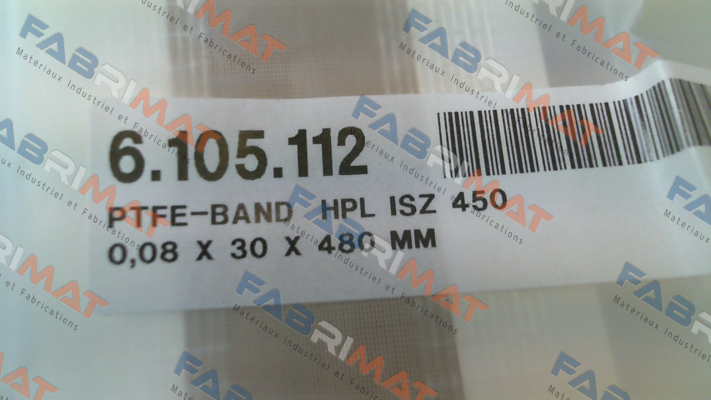 6.105.112
PTFE-BAND HPL ISZ 450
0,08 X 30 X 480 MM
FABRIMAT
Matériaux Industriel et Fabrications